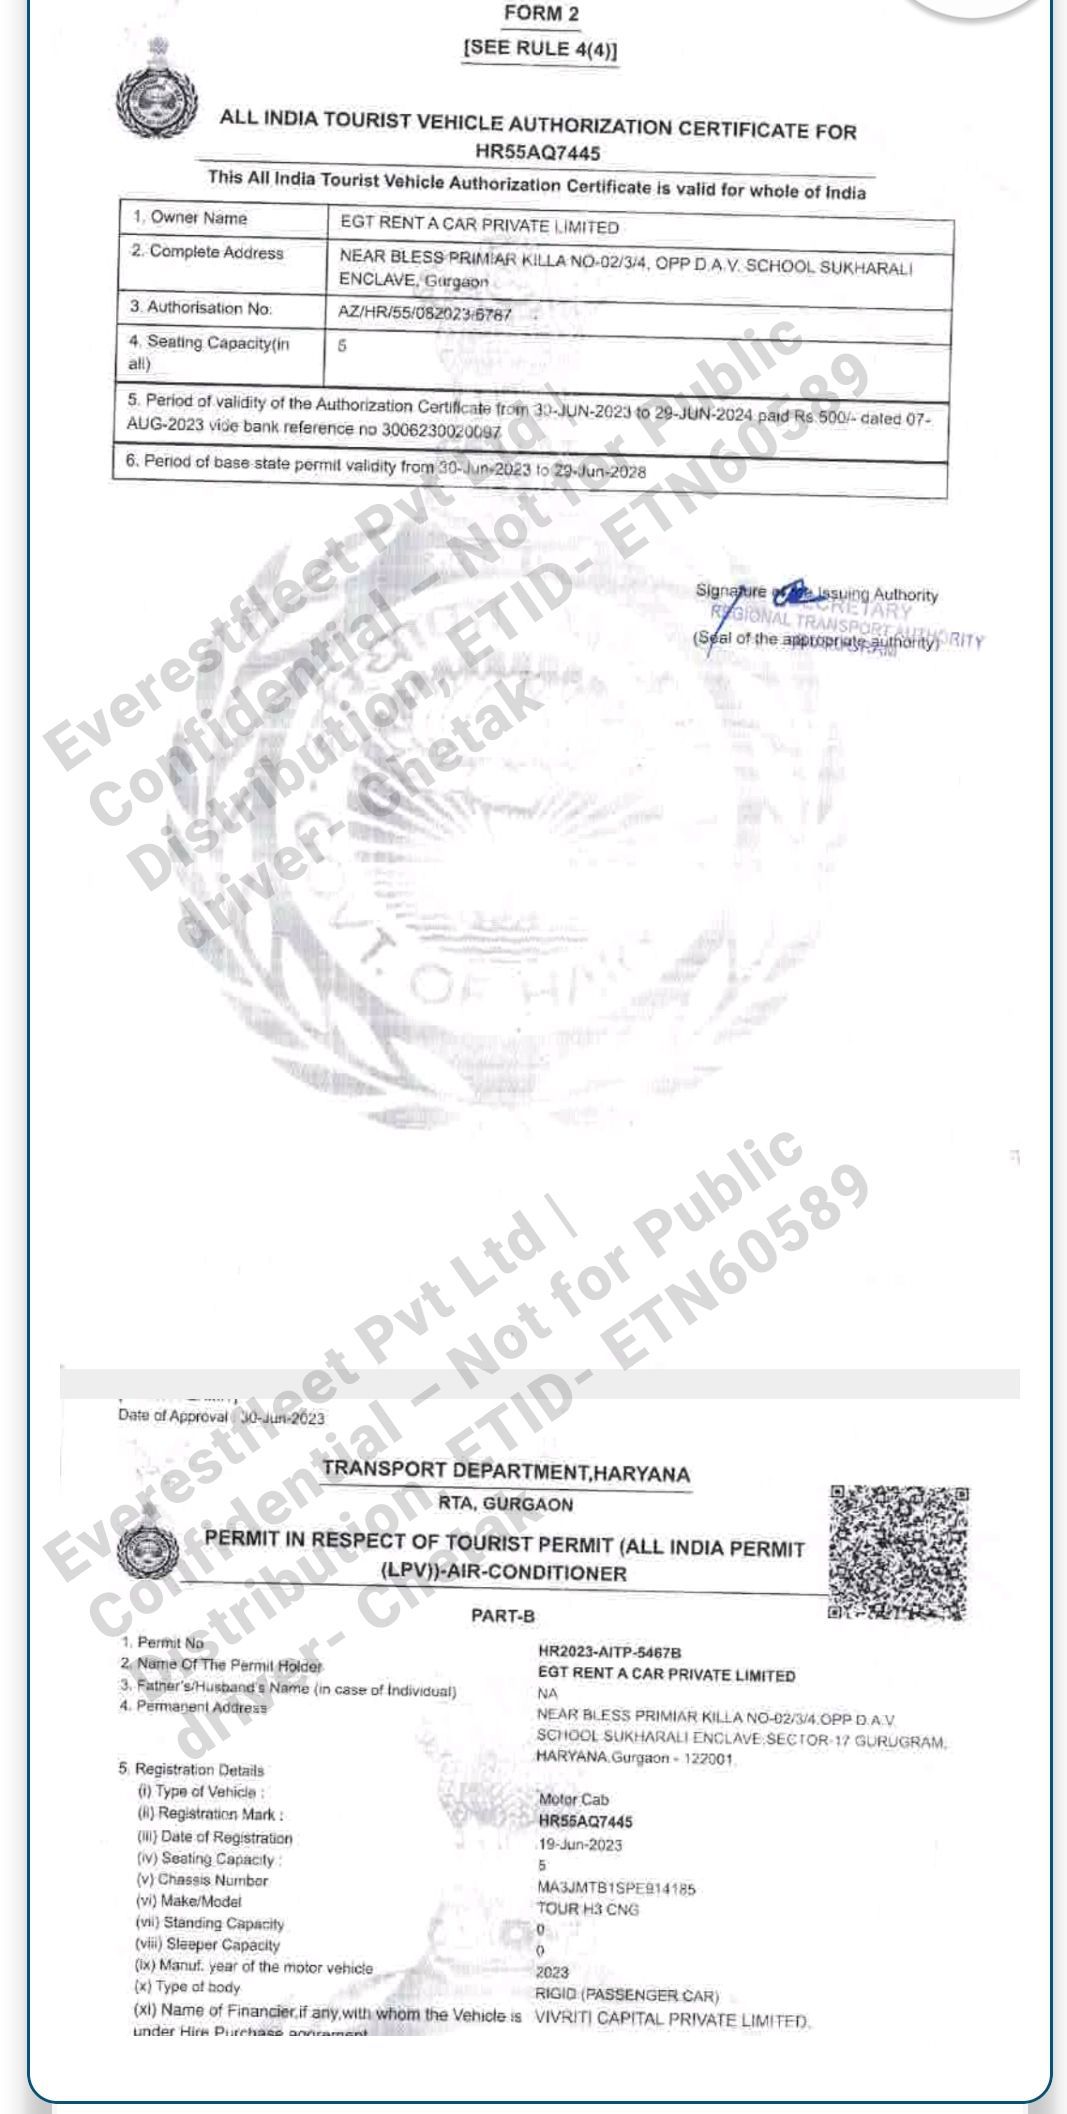 FORM 2
[SEE RULE 4(4)]
ALL INDIA TOURIST VEHICLE AUTHORIZATION CERTIFICATE FOR
HR55AQ7445
This All India Tourist Vehicle Authorization Certificate is valid for whole of India
1. Owner Name EGT RENT A CAR PRIVATE LIMITED
2. Complete Address NEAR BLESS PRIMIAR KILLA NO-02/3/4, OPP D.A.V. SCHOOL SUKHARALI
ENCLAVE, Gurgaon
3. Authorisation No. AZ/HR/55/082023/6787
4. Seating Capacity(in
all) 5
5. Period of validity of the Authorization Certificate from 30-JUN-2023 to 29-JUN-2024 paid Rs.500/- dated 07-
AUG-2023 vide bank reference no 3006230020097
6. Period of base state permit validity from 30-Jun-2023 to 29-Jun-2028
Signature of the Issuing Authority
SECRETARY
REGIONAL TRANSPORT AUTHORITY
(Seal of the appropriate authority)
Everestfleet Pvt Ltd |
Confidential – Not for Public
Distribution, ETID- ETN60589
driver- Chetak
GOVT. OF
Date of Approval : 30-Jun-2023
TRANSPORT DEPARTMENT,HARYANA
RTA, GURGAON
PERMIT IN RESPECT OF TOURIST PERMIT (ALL INDIA PERMIT
(LPV))-AIR-CONDITIONER
PART-B
1. Permit No HR2023-AITP-5467B
2. Name Of The Permit Holder EGT RENT A CAR PRIVATE LIMITED
3. Father's/Husband's Name (in case of Individual) NA
4. Permanent Address NEAR BLESS PRIMIAR KILLA NO-02/3/4,OPP D.A.V.
SCHOOL SUKHARALI ENCLAVE,SECTOR-17 GURUGRAM,
HARYANA,Gurgaon - 122001
5. Registration Details
(i) Type of Vehicle : Motor Cab
(ii) Registration Mark : HR55AQ7445
(iii) Date of Registration 19-Jun-2023
(iv) Seating Capacity : 5
(v) Chassis Number MA3JMTB1SPE914185
(vi) Make/Model TOUR H3 CNG
(vii) Standing Capacity 0
(viii) Sleeper Capacity 0
(ix) Manuf. year of the motor vehicle 2023
(x) Type of body RIGID (PASSENGER CAR)
(xi) Name of Financier,if any,with whom the Vehicle is VIVRITI CAPITAL PRIVATE LIMITED.
under Hire Purchase aggrement
Everestfleet Pvt Ltd |
Confidential – Not for Public
Distribution, ETID- ETN60589
driver- Chetak